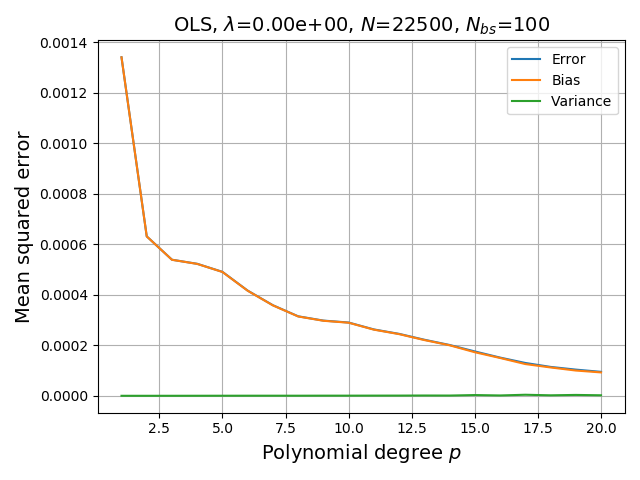 OLS, λ=0.00e+00, N=22500, N_bs=100
Error
Bias
Variance
Mean squared error
0.0014
0.0012
0.0010
0.0008
0.0006
0.0004
0.0002
0.0000
2.5 5.0 7.5 10.0 12.5 15.0 17.5 20.0
Polynomial degree p